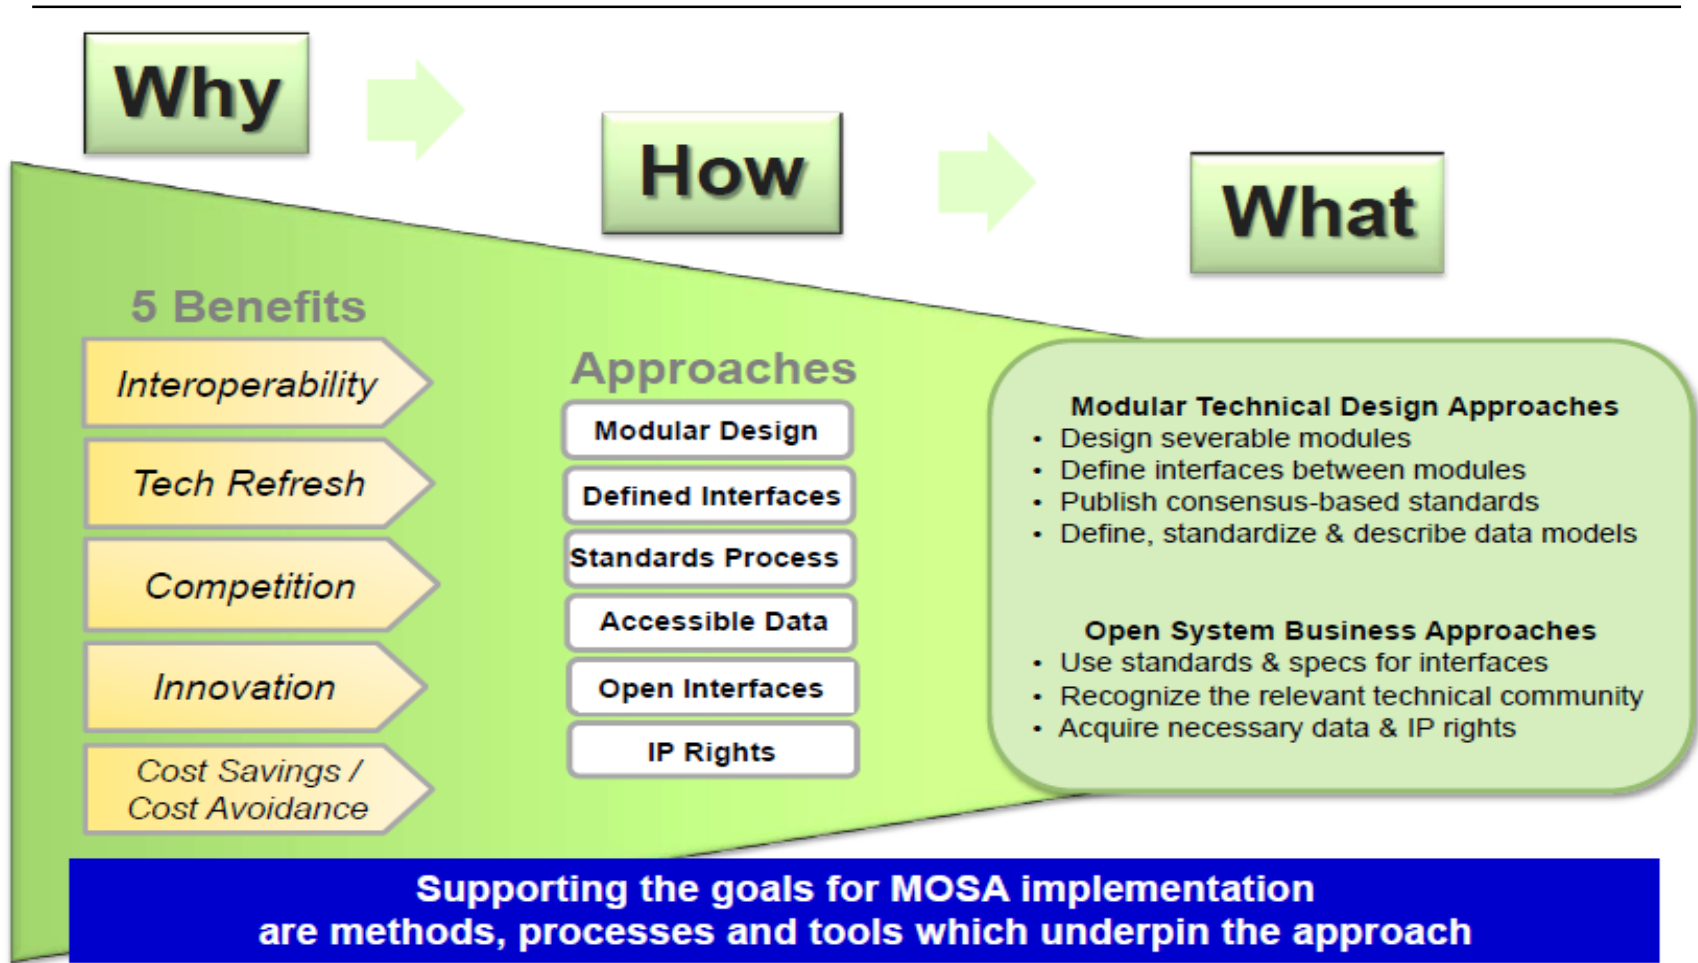 Why
How
What
5 Benefits
Interoperability
Tech Refresh
Competition
Innovation
Cost Savings /
Cost Avoidance
Approaches
Modular Design
Defined Interfaces
Standards Process
Accessible Data
Open Interfaces
IP Rights
Modular Technical Design Approaches
• Design severable modules
• Define interfaces between modules
• Publish consensus-based standards
• Define, standardize & describe data models
Open System Business Approaches
• Use standards & specs for interfaces
• Recognize the relevant technical community
• Acquire necessary data & IP rights
Supporting the goals for MOSA implementation
are methods, processes and tools which underpin the approach